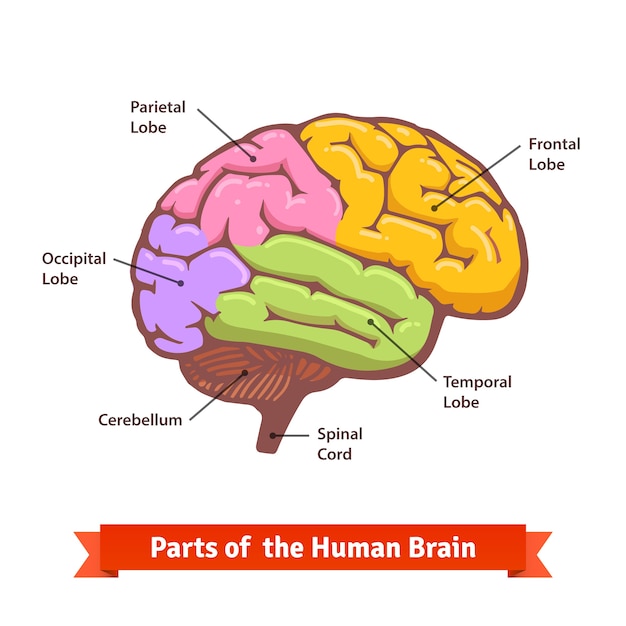 Parietal
Lobe
Frontal
Lobe
Occipital
Lobe
Temporal
Lobe
Cerebellum
Spinal
Cord
Parts of the Human Brain